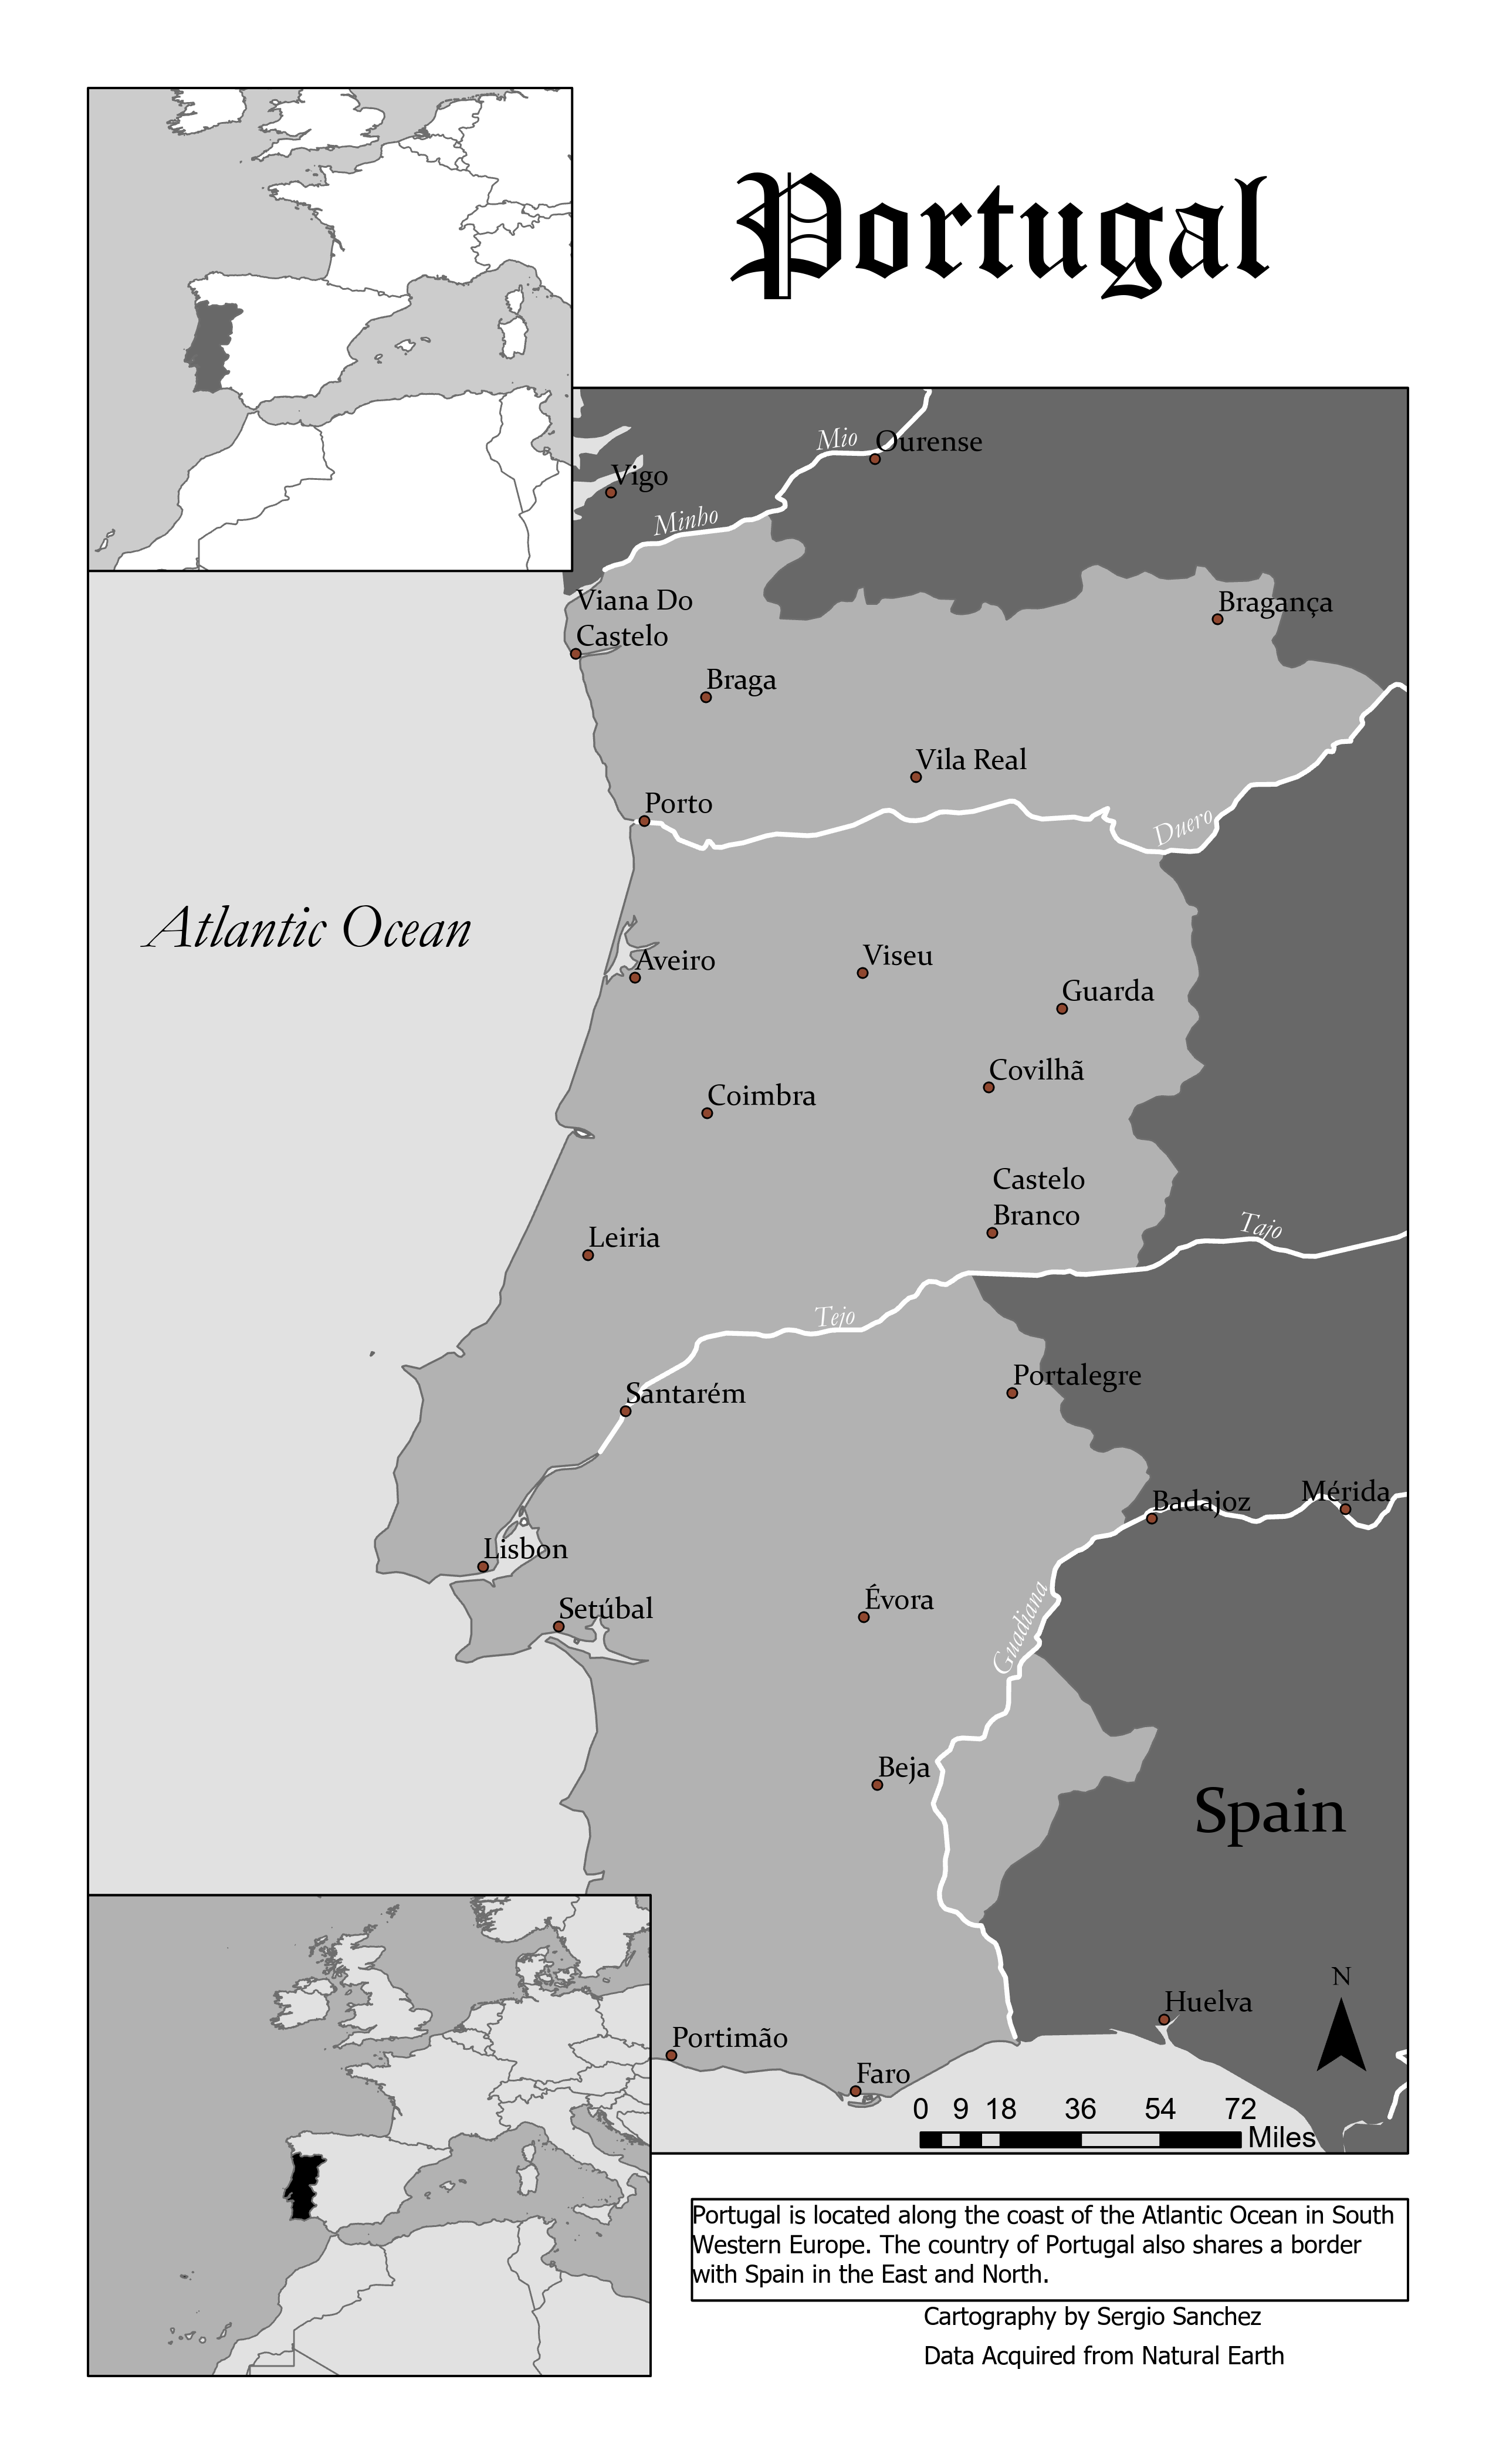 Portugal
Mio
Ourense
Vigo
Minho
Viana Do
Castelo
Bragança
Braga
Vila Real
Porto
Duero
Atlantic Ocean
Aveiro
Viseu
Guarda
Covilhã
Coimbra
Castelo
Branco
Leiria
Tajo
Tejo
Portalegre
Santarém
Badajoz
Mérida
Lisbon
Setúbal
Évora
Guadiana
Beja
Spain
N
Huelva
Portimão
Faro
0 9 18 36 54 72
Miles
Portugal is located along the coast of the Atlantic Ocean in South
Western Europe. The country of Portugal also shares a border
with Spain in the East and North.
Cartography by Sergio Sanchez
Data Acquired from Natural Earth